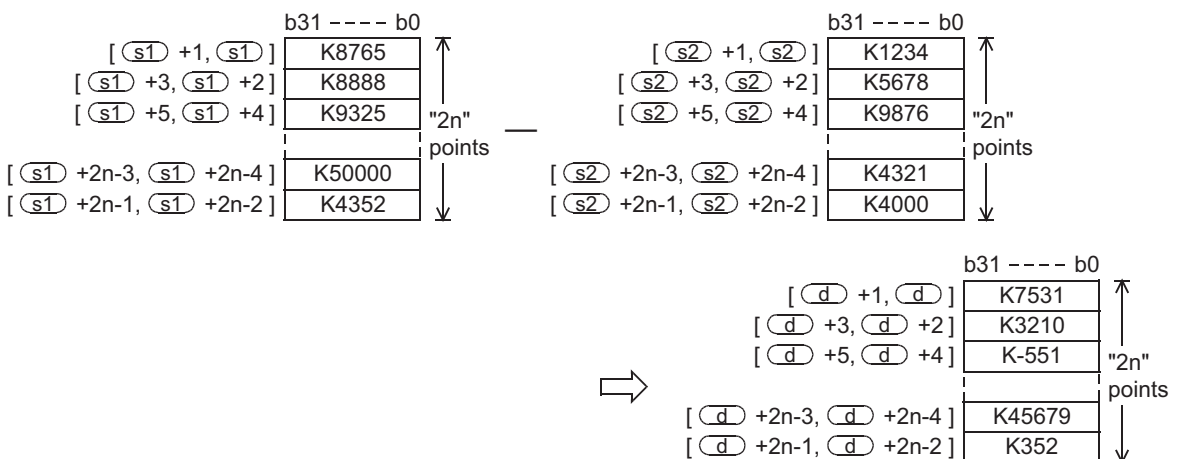 b31 ---- b0
[ s1 +1, s1 ] K8765
[ s1 +3, s1 +2 ] K8888
[ s1 +5, s1 +4 ] K9325
"2n"
points
[ s1 +2n-3, s1 +2n-4 ] K50000
[ s1 +2n-1, s1 +2n-2 ] K4352
—
b31 ---- b0
[ s2 +1, s2 ] K1234
[ s2 +3, s2 +2 ] K5678
[ s2 +5, s2 +4 ] K9876
"2n"
points
[ s2 +2n-3, s2 +2n-4 ] K4321
[ s2 +2n-1, s2 +2n-2 ] K4000
b31 ---- b0
[ d +1, d ] K7531
[ d +3, d +2 ] K3210
[ d +5, d +4 ] K-551
"2n"
points
[ d +2n-3, d +2n-4 ] K45679
[ d +2n-1, d +2n-2 ] K352